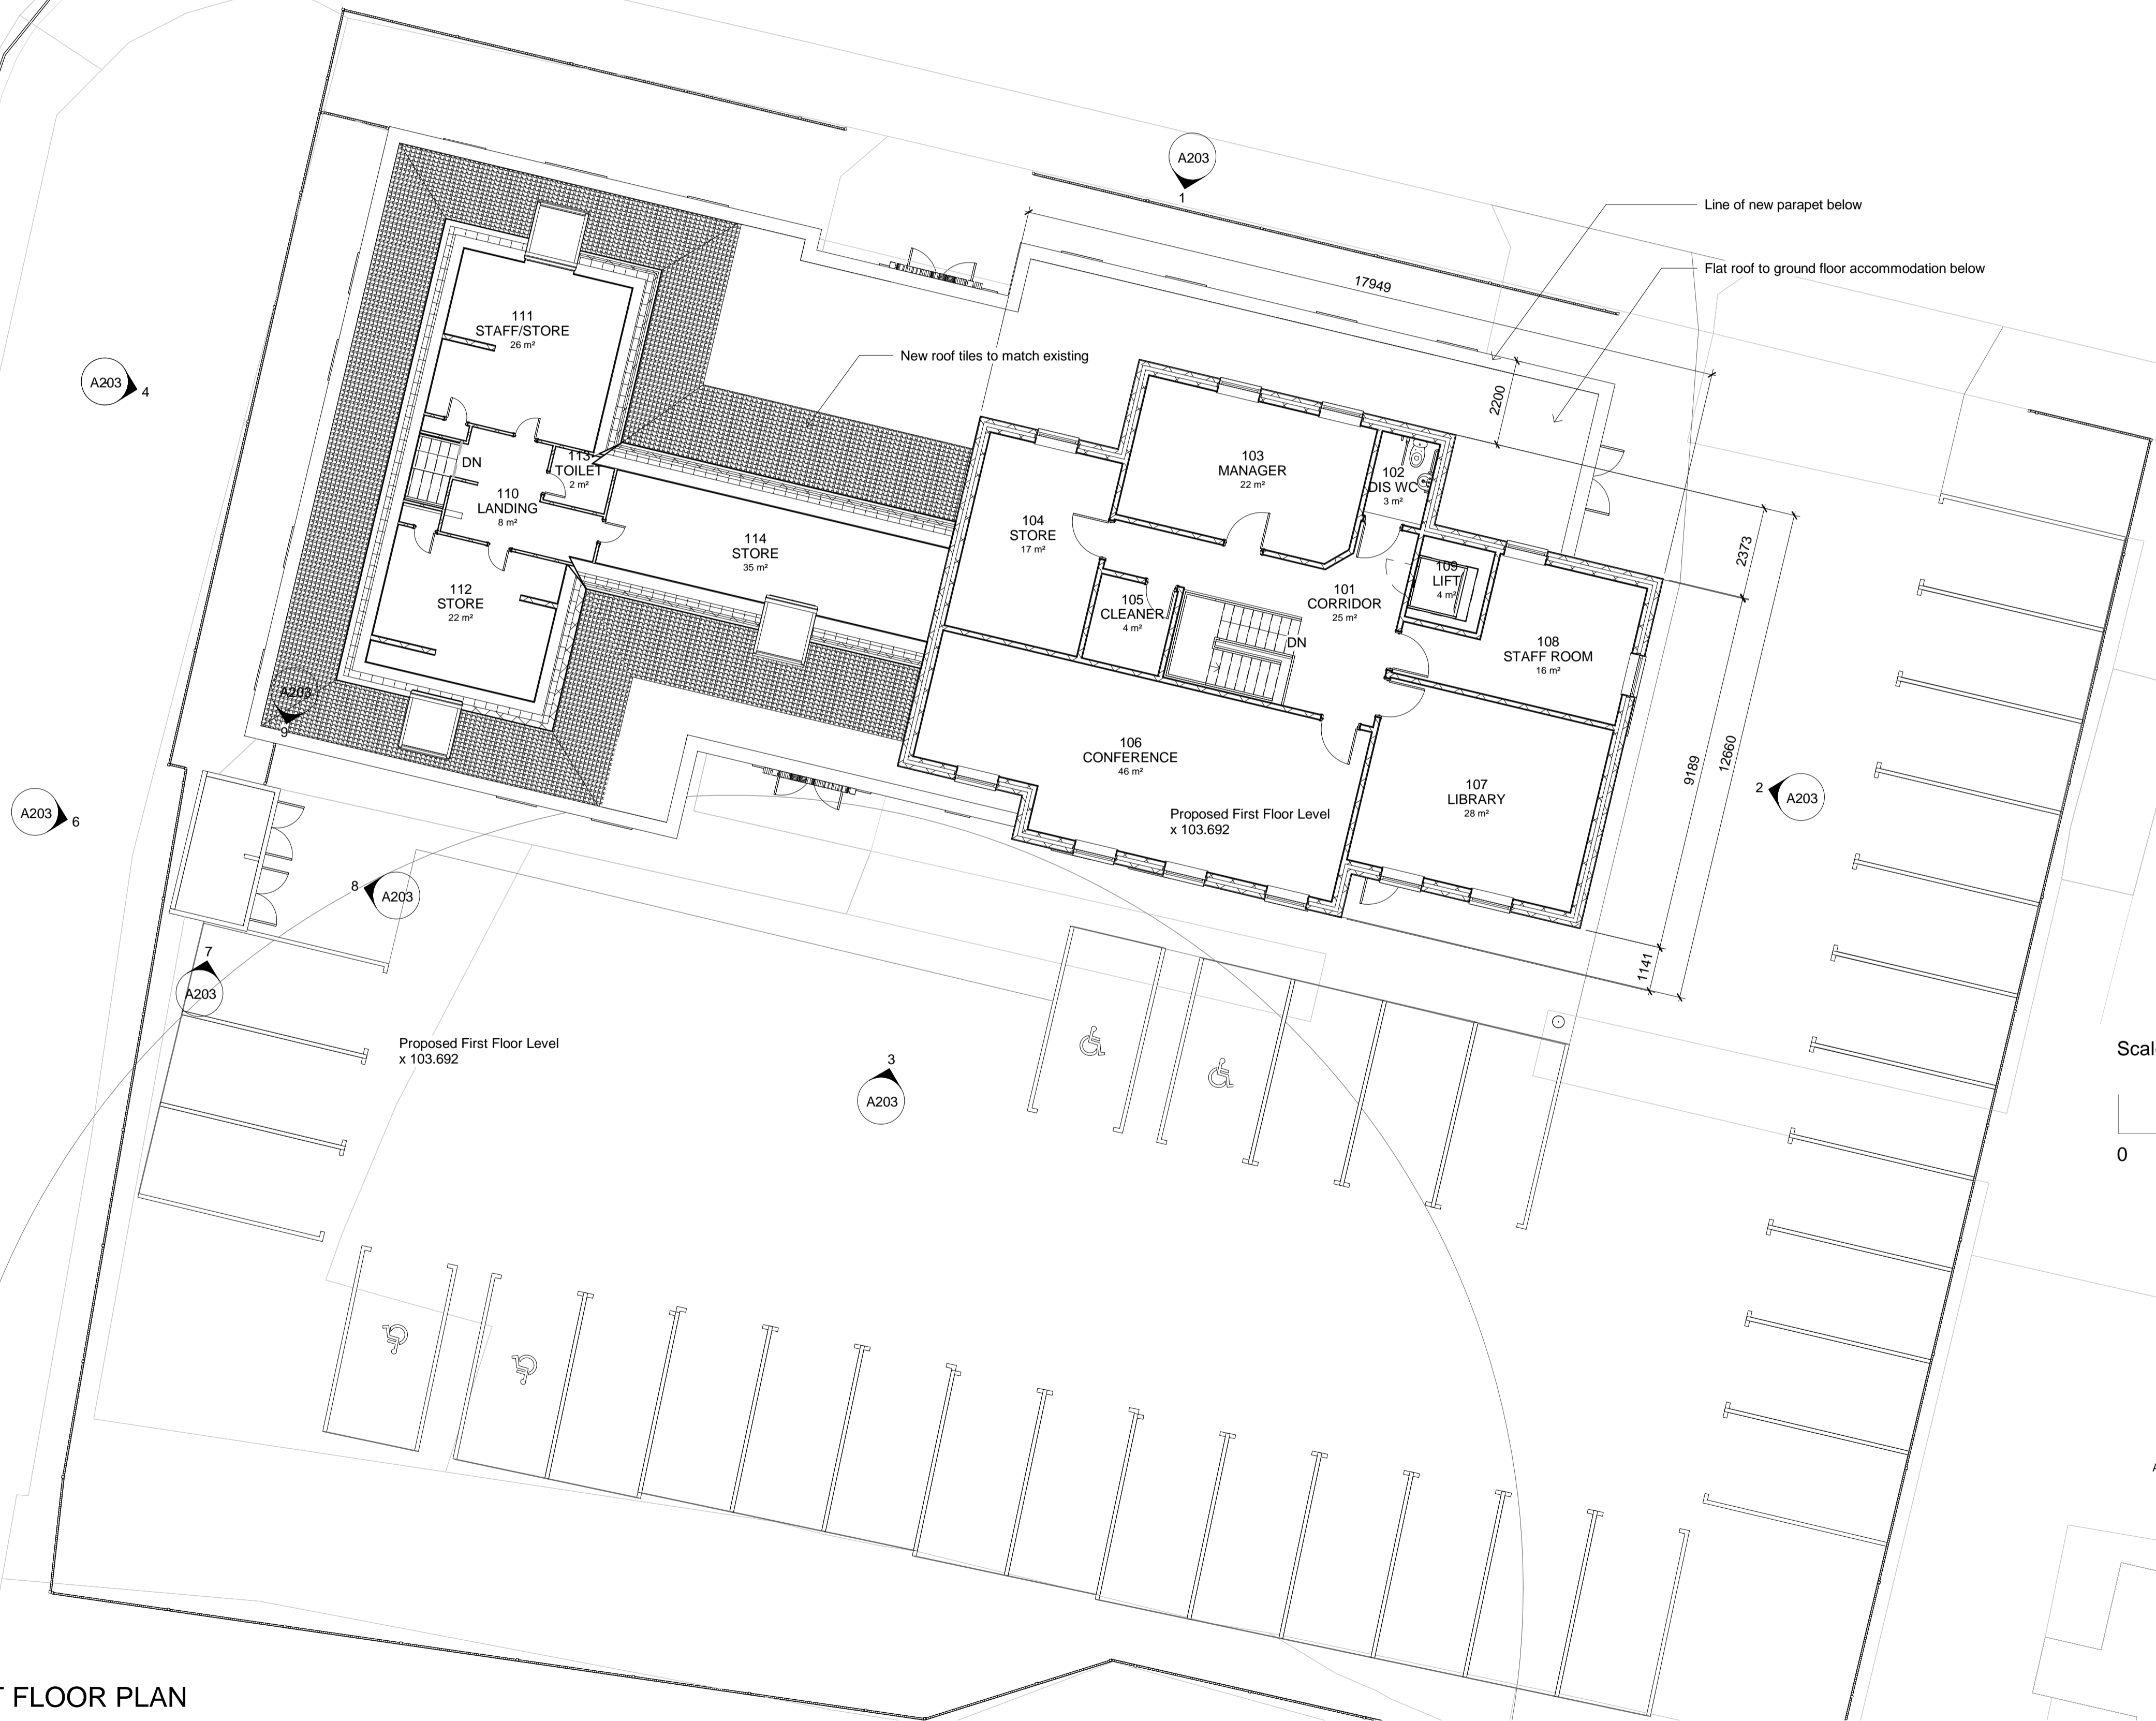 A203
1
Line of new parapet below
Flat roof to ground floor accommodation below
17949
New roof tiles to match existing
2200
111
STAFF/STORE
26 m²
A203
4
103
MANAGER
22 m²
102
DIS WC
3 m²
113
TOILET
2 m²
DN
110
LANDING
8 m²
104
STORE
17 m²
114
STORE
35 m²
2373
109
LIFT
4 m²
112
STORE
22 m²
105
CLEANER
4 m²
101
CORRIDOR
25 m²
DN
108
STAFF ROOM
16 m²
A203
9
106
CONFERENCE
46 m²
9189
12660
107
LIBRARY
28 m²
2
A203
Proposed First Floor Level
x 103.692
A203
6
8
A203
7
A203
1141
Proposed First Floor Level
x 103.692
3
A203
Scal
0
T FLOOR PLAN